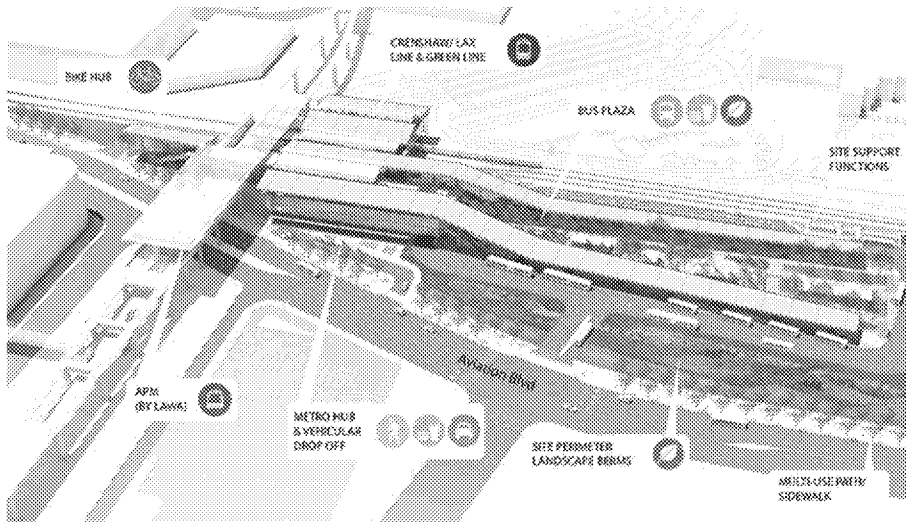 CRENSHAW/ LAX
LINE & GREEN LINE
BIKE HUB
BUS PLAZA
SITE SUPPORT
FUNCTIONS
Aviation Blvd
APM
(BY LAWA)
METRO HUB
& VEHICULAR
DROP OFF
SITE PERIMETER
LANDSCAPE BERMS
MULTI-USE PATH/
SIDEWALK